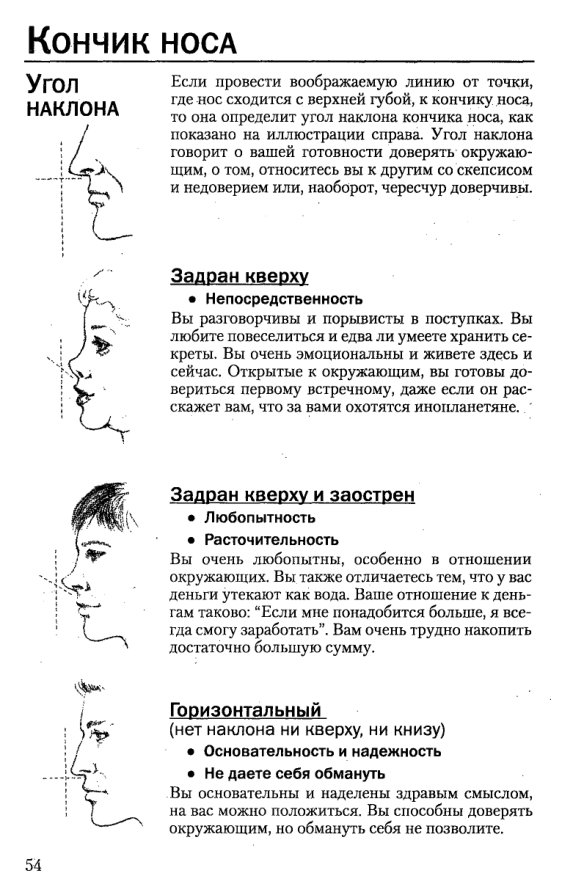 Кончик носа
Угол
наклона
Если провести воображаемую линию от точки,
где нос сходится с верхней губой, к кончику носа,
то она определит угол наклона кончика носа, как
показано на иллюстрации справа. Угол наклона
говорит о вашей готовности доверять окружаю-
щим, о том, относитесь вы к другим со скепсисом
и недоверием или, наоборот, чересчур доверчивы.
Задран кверху
• Непосредственность
Вы разговорчивы и порывисты в поступках. Вы
любите повеселиться и едва ли умеете хранить се-
креты. Вы очень эмоциональны и живете здесь и
сейчас. Открытые к окружающим, вы готовы до-
вериться первому встречному, даже если он рас-
скажет вам, что за вами охотятся инопланетяне.
Задран кверху и заострен
• Любопытность
• Расточительность
Вы очень любопытны, особенно в отношении
окружающих. Вы также отличаетесь тем, что у вас
деньги утекают как вода. Ваше отношение к день-
гам таково: “Если мне понадобится больше, я все-
гда смогу заработать”. Вам очень трудно накопить
достаточно большую сумму.
Горизонтальный
(нет наклона ни кверху, ни книзу)
• Основательность и надежность
• Не даете себя обмануть
Вы основательны и наделены здравым смыслом,
на вас можно положиться. Вы способны доверять
окружающим, но обмануть себя не позволите.
54